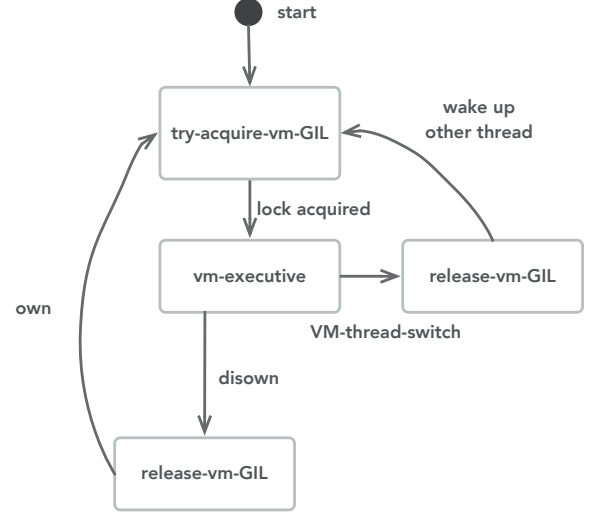 start
wake up
other thread
try-acquire-vm-GIL
lock acquired
vm-executive
release-vm-GIL
own
VM-thread-switch
disown
release-vm-GIL